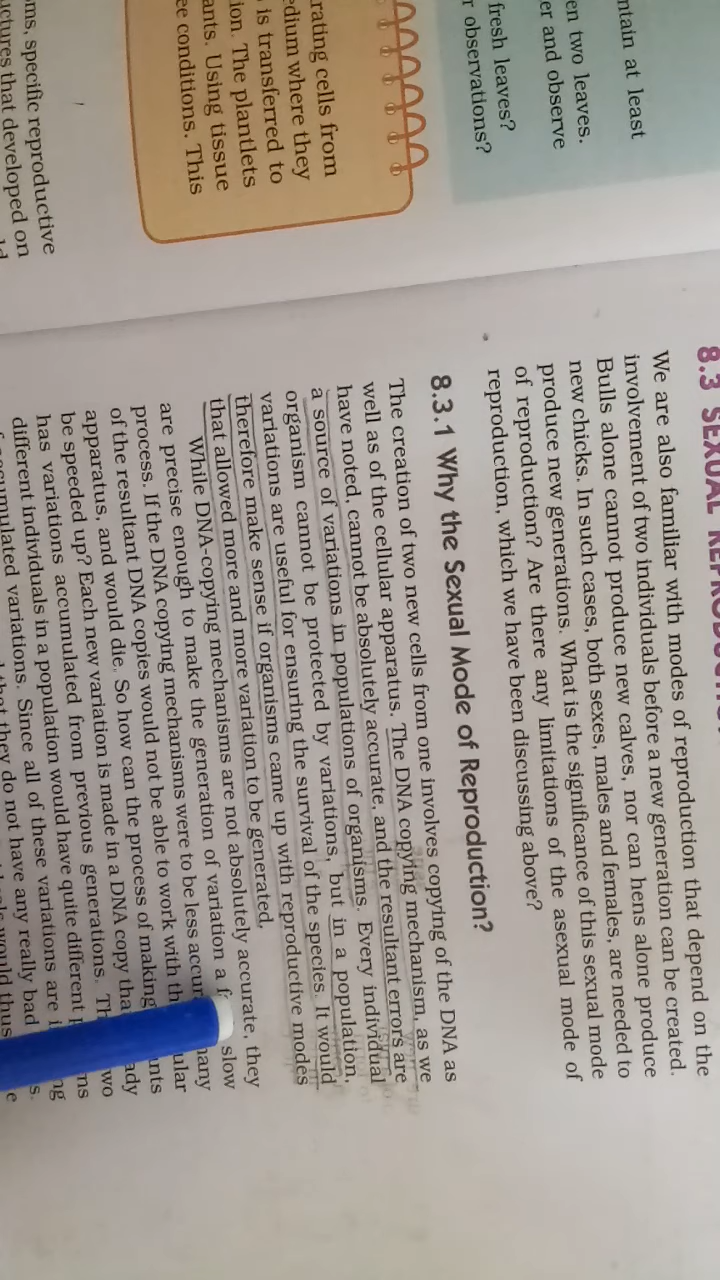 ntain at least
en two leaves.
er and observe
fresh leaves?
r observations?
rating cells from
edium where they
is transferred to
ion. The plantlets
ants. Using tissue
ee conditions. This
ms, specific reproductive
uctures that developed on
8.3 SEXUAL
We are also familiar with modes of reproduction that depend on the
involvement of two individuals before a new generation can be created.
Bulls alone cannot produce new calves, nor can hens alone produce
new chicks. In such cases, both sexes, males and females, are needed to
produce new generations. What is the significance of this sexual mode
of reproduction? Are there any limitations of the asexual mode of
reproduction, which we have been discussing above?
8.3.1 Why the Sexual Mode of Reproduction?
The creation of two new cells from one involves copying of the DNA as
well as of the cellular apparatus. The DNA copying mechanism, as we
have noted, cannot be absolutely accurate, and the resultant errors are
a source of variations in populations of organisms. Every individual
organism cannot be protected by variations, but in a population,
variations are useful for ensuring the survival of the species. It would
therefore make sense if organisms came up with reproductive modes
that allowed more and more variation to be generated.
While DNA-copying mechanisms are not absolutely accurate, they
are precise enough to make the generation of variation a slow
process. If the DNA copying mechanisms were to be less accur many
of the resultant DNA copies would not be able to work with th ular
apparatus, and would die. So how can the process of making ants
be speeded up? Each new variation is made in a DNA copy tha ady
has variations accumulated from previous generations. Th two
different individuals in a population would have quite different ns
accumulated variations. Since all of these variations are i ng
that they do not have any really bad s.
would thus e